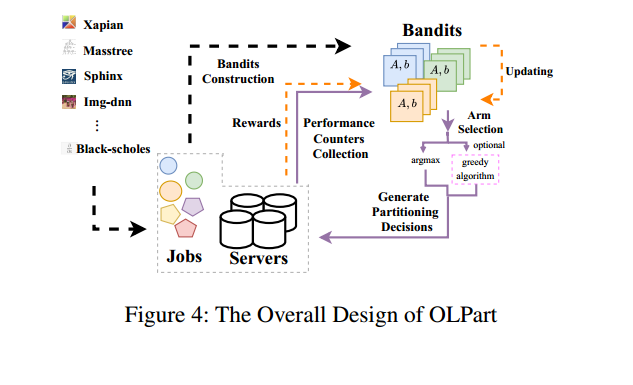 Xapian
Masstree
Sphinx
Img-dnn
⋮
Black-scholes
Bandits
Construction
Bandits
A, b
A, b
A, b
Updating
Rewards
Performance
Counters
Collection
Arm
Selection
optional
argmax
greedy
algorithm
Generate
Partitioning
Decisions
Jobs
Servers
Figure 4: The Overall Design of OLPart